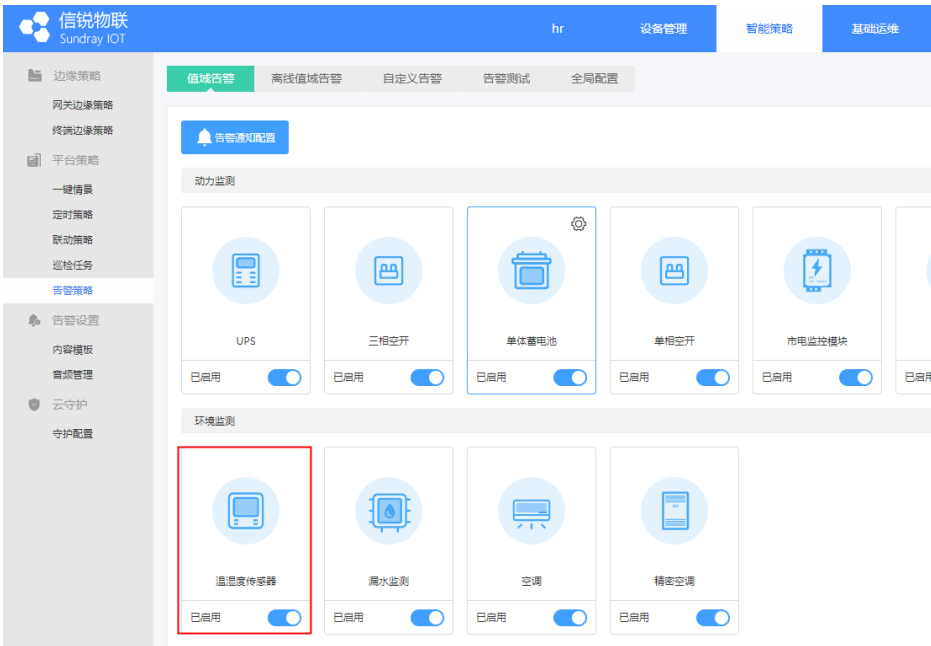 信锐物联
Sundray IOT
hr
设备管理
智能策略
基础运维
边缘策略
网关边缘策略
终端边缘策略
平台策略
一键情景
定时策略
联动策略
巡检任务
告警策略
告警设置
内容模板
音频管理
云守护
守护配置
值域告警
离线值域告警
自定义告警
告警测试
全局配置
告警通知配置
动力监测
UPS
三相空开
单体蓄电池
单相空开
市电监控模块
已启用
已启用
已启用
已启用
已启用
已启用
环境监测
温湿度传感器
漏水监测
空调
精密空调
已启用
已启用
已启用
已启用